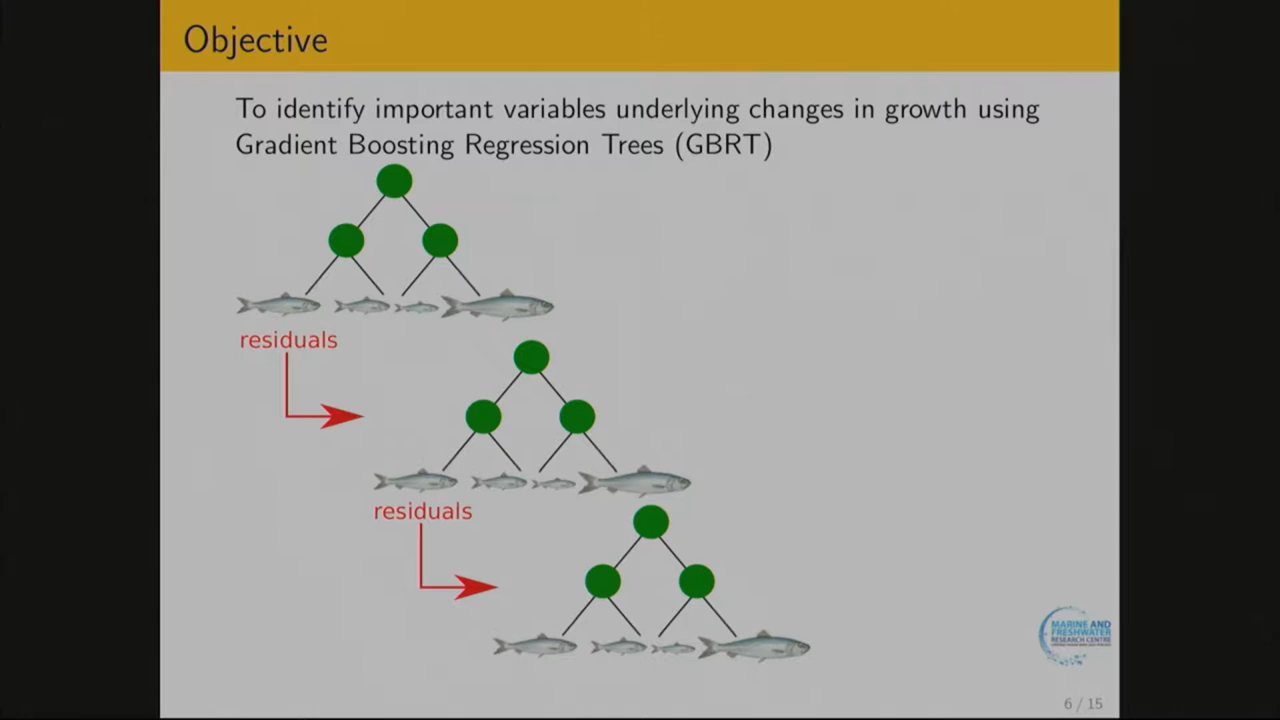 Objective
To identify important variables underlying changes in growth using
Gradient Boosting Regression Trees (GBRT)
residuals
residuals
MARINE AND
FRESHWATER
RESEARCH CENTRE
6 / 15